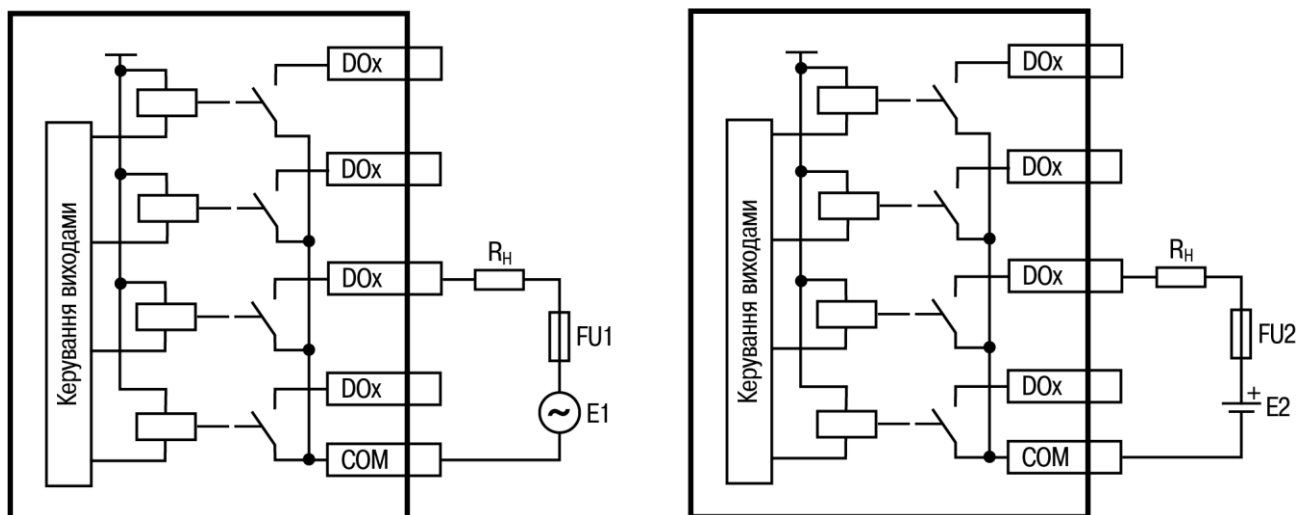 Керування виходами
DOx
DOx
DOx
DOx
COM
RH
FU1
E1
Керування виходами
DOx
DOx
DOx
DOx
COM
RH
FU2
+
E2